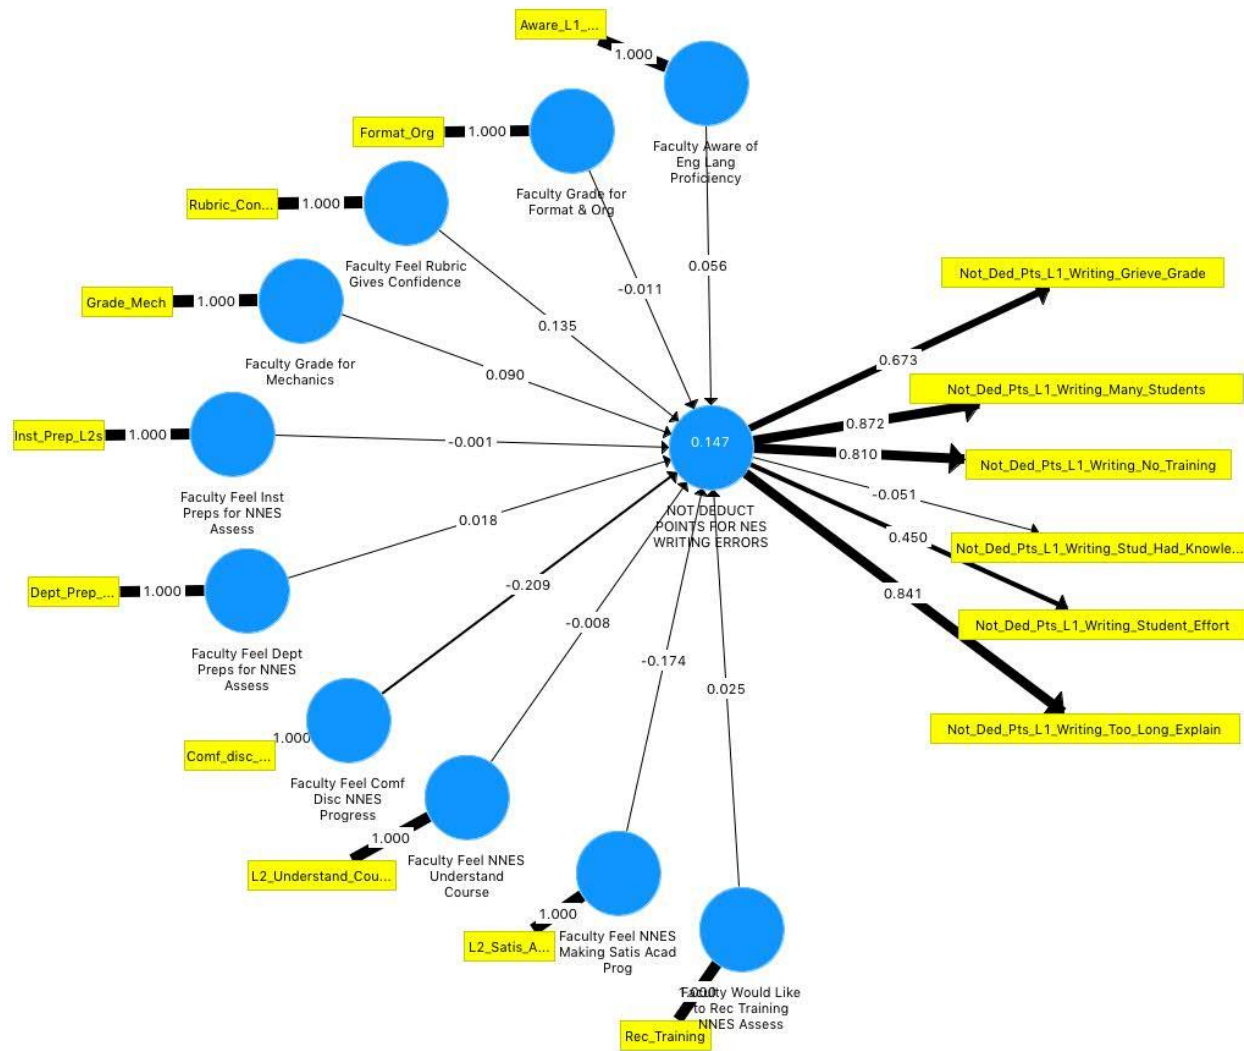 Aware_L1_...
1.000
Format_Org
1.000
Faculty Aware of
Eng Lang
Proficiency
Rubric_Con...
1.000
Faculty Grade for
Format & Org
Faculty Feel Rubric
Gives Confidence
0.056
Not_Ded_Pts_L1_Writing_Grieve_Grade
-0.011
Grade_Mech
1.000
0.135
0.673
Faculty Grade for
Mechanics
0.090
Not_Ded_Pts_L1_Writing_Many_Students
0.872
Inst_Prep_L2s
1.000
-0.001
0.147
0.810
Not_Ded_Pts_L1_Writing_No_Training
Faculty Feel Inst
Preps for NNES
Assess
-0.051
NOT DEDUCT
POINTS FOR NES
WRITING ERRORS
0.018
0.450
Not_Ded_Pts_L1_Writing_Stud_Had_Knowle...
Dept_Prep_...
1.000
-0.209
0.841
Not_Ded_Pts_L1_Writing_Student_Effort
-0.008
Faculty Feel Dept
Preps for NNES
Assess
-0.174
0.025
Not_Ded_Pts_L1_Writing_Too_Long_Explain
1.000
Comf_disc_...
Faculty Feel Comf
Disc NNES
Progress
1.000
L2_Understand_Cou...
Faculty Feel NNES
Understand
Course
1.000
L2_Satis_A...
Faculty Feel NNES
Making Satis Acad
Prog
1.000
Faculty Would Like
to Rec Training
NNES Assess
Rec_Training